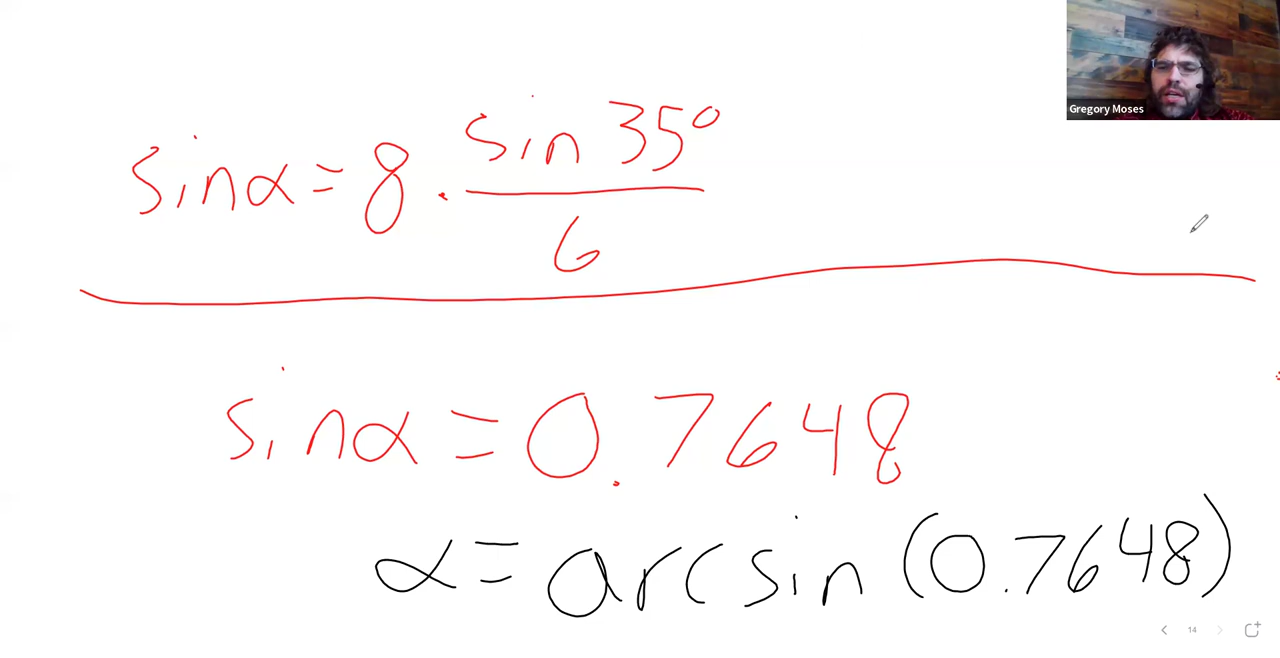 Gregory Moses
sin α = 8 · sin 35° / 6
sin α = 0.7648
α = arcsin(0.7648)
14